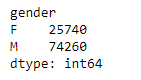 gender
F    25740
M    74260
dtype: int64